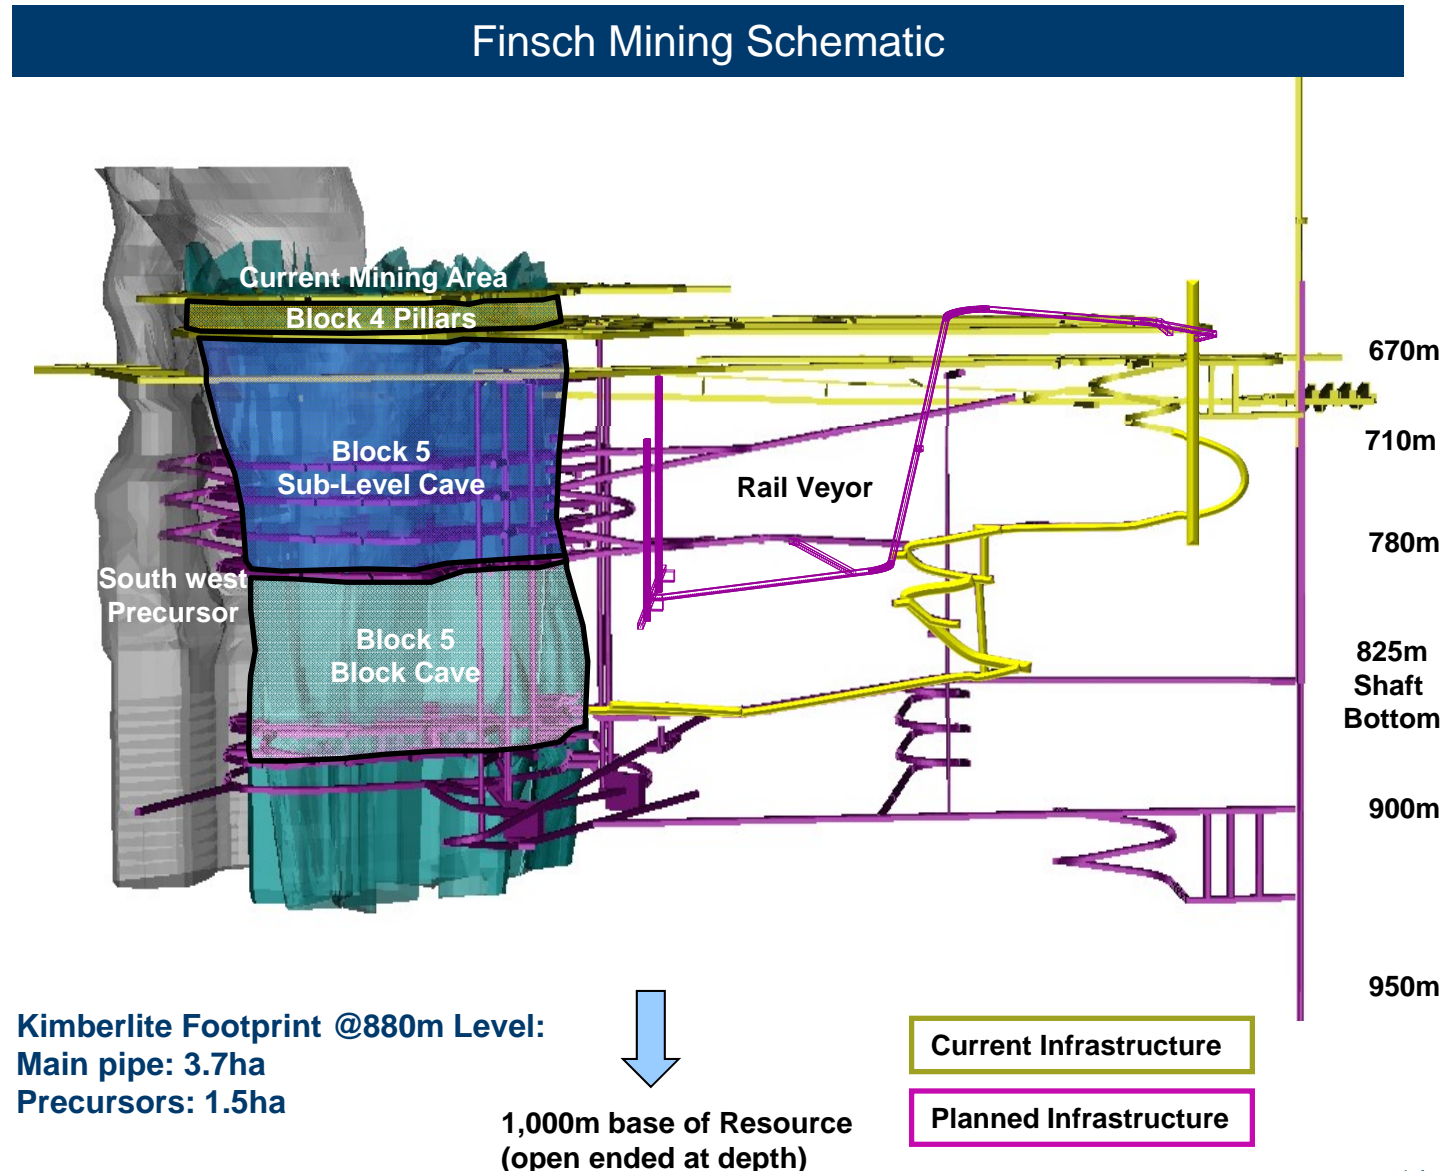 Finsch Mining Schematic
Current Mining Area
Block 4 Pillars
670m
710m
Block 5
Sub-Level Cave
Rail Veyor
780m
South west
Precursor
Block 5
Block Cave
825m
Shaft
Bottom
900m
950m
Kimberlite Footprint @880m Level:
Main pipe: 3.7ha
Precursors: 1.5ha
1,000m base of Resource
(open ended at depth)
Current Infrastructure
Planned Infrastructure